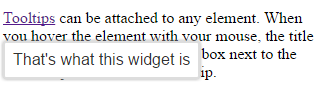 Tooltips can be attached to any element. When
you hover the element with your mouse, the title
That's what this widget is box next to the
ip.